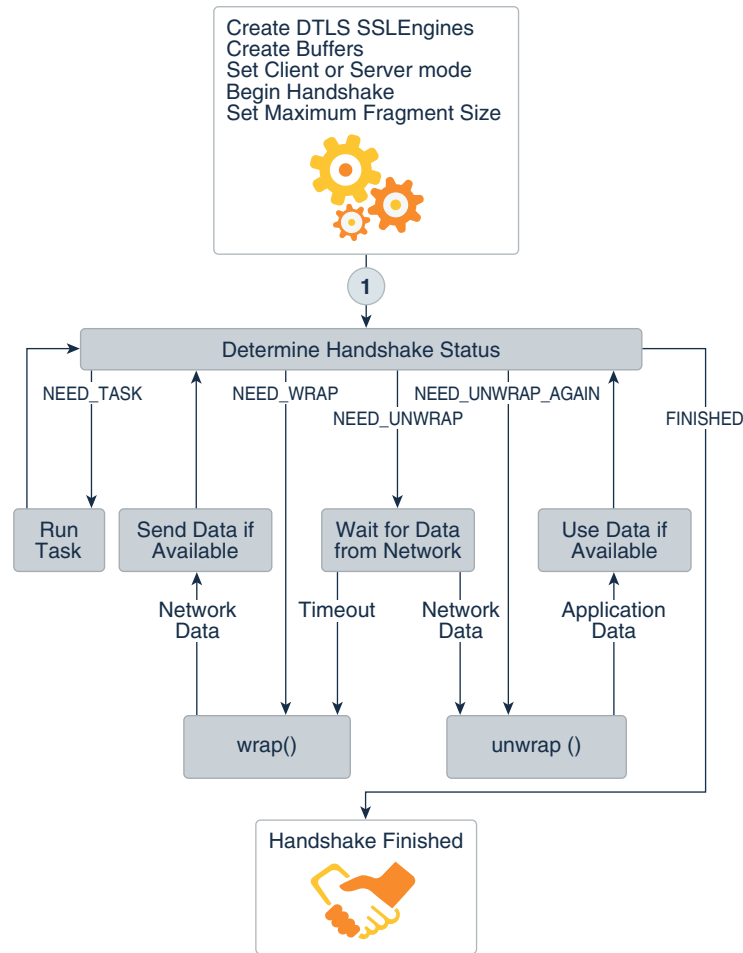 Create DTLS SSLEngines
Create Buffers
Set Client or Server mode
Begin Handshake
Set Maximum Fragment Size
1
Determine Handshake Status
NEED_TASK
NEED_WRAP
NEED_UNWRAP
NEED_UNWRAP_AGAIN
FINISHED
Run
Task
Send Data if
Available
Wait for Data
from Network
Use Data if
Available
Network
Data
Timeout
Network
Data
Application
Data
wrap()
unwrap ()
Handshake Finished